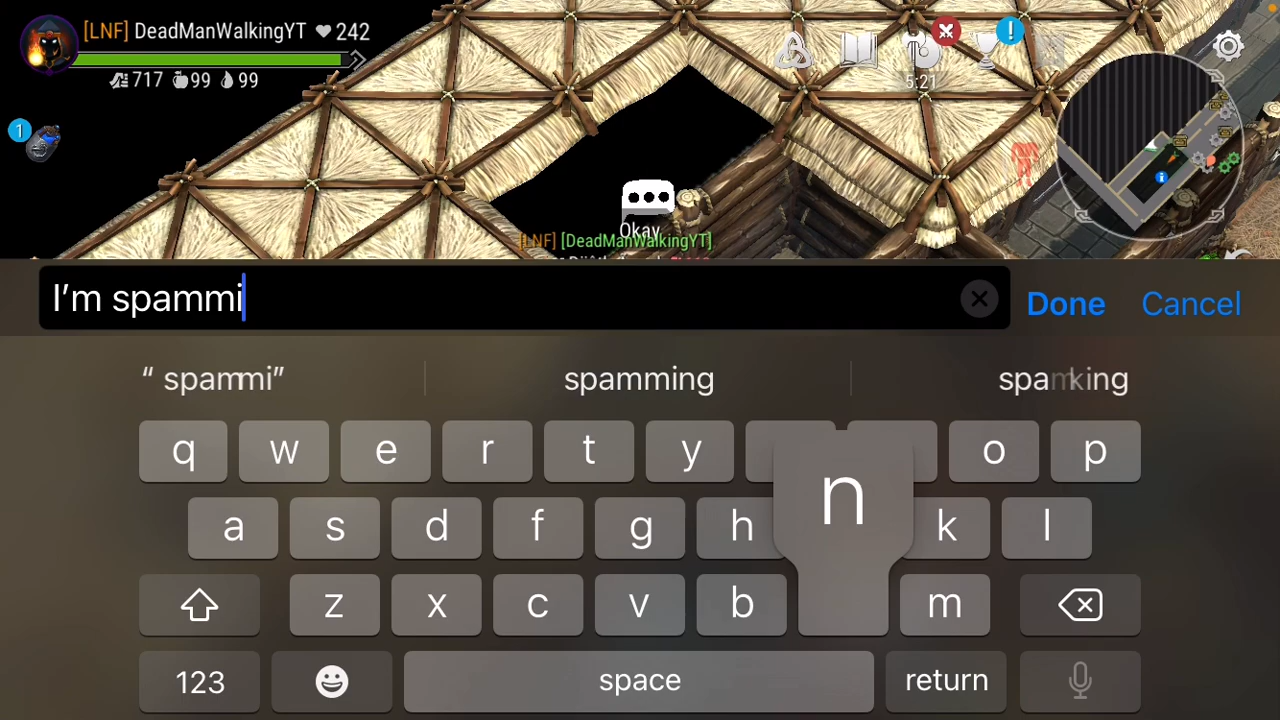 [LNF] DeadManWalkingYT 242
717 99 99
5:21
1
Okay
[LNF] [DeadManWalkingYT]
I’m spammi
Done
Cancel
“ spammi”
spamming
q w e r t y o p
n
a s d f g h k l
z x c v b m
123
space
return